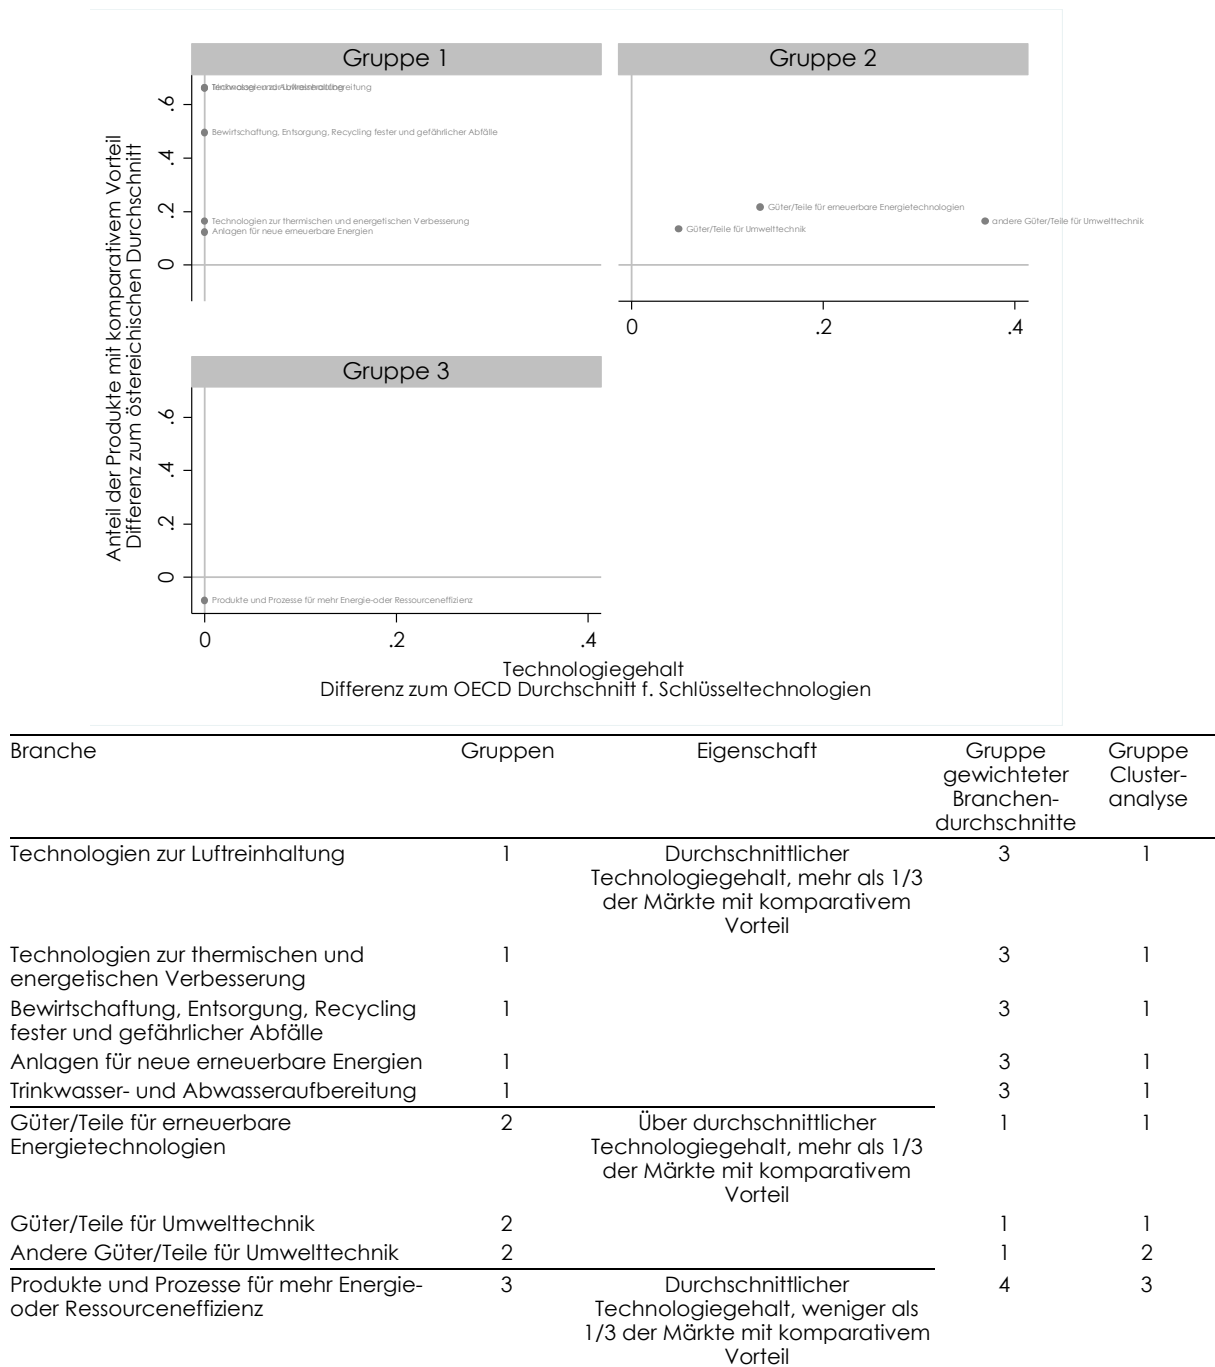 Gruppe 1
Gruppe 2
Anteil der Produkte mit komparativem Vorteil
Differenz zum östereichischen Durchschnitt
.6
.4
.2
0
Bewirtschaftung, Entsorgung, Recycling fester und gefährlicher Abfälle
Technologien zur thermischen und energetischen Verbesserung
Anlagen für neue erneuerbare Energien
Güter/Teile für erneuerbare Energietechnologien
andere Güter/Teile für Umwelttechnik
Güter/Teile für Umwelttechnik
0 .2 .4
Gruppe 3
.6
.4
.2
0
Produkte und Prozesse für mehr Energie-oder Ressourceneffizienz
0 .2 .4
Technologiegehalt
Differenz zum OECD Durchschnitt f. Schlüsseltechnologien
Branche Gruppen Eigenschaft Gruppe Gruppe
gewichteter Cluster-
Branchen- analyse
durchschnitte
Technologien zur Luftreinhaltung 1 Durchschnittlicher 3 1
Technologiegehalt, mehr als 1/3
der Märkte mit komparativem
Vorteil
Technologien zur thermischen und 1 3 1
energetischen Verbesserung
Bewirtschaftung, Entsorgung, Recycling 1 3 1
fester und gefährlicher Abfälle
Anlagen für neue erneuerbare Energien 1 3 1
Trinkwasser- und Abwasseraufbereitung 1 3 1
Güter/Teile für erneuerbare 2 Über durchschnittlicher 1 1
Energietechnologien Technologiegehalt, mehr als 1/3
der Märkte mit komparativem
Vorteil
Güter/Teile für Umwelttechnik 2 1 1
Andere Güter/Teile für Umwelttechnik 2 1 2
Produkte und Prozesse für mehr Energie- 3 Durchschnittlicher 4 3
oder Ressourceneffizienz Technologiegehalt, weniger als
1/3 der Märkte mit komparativem
Vorteil